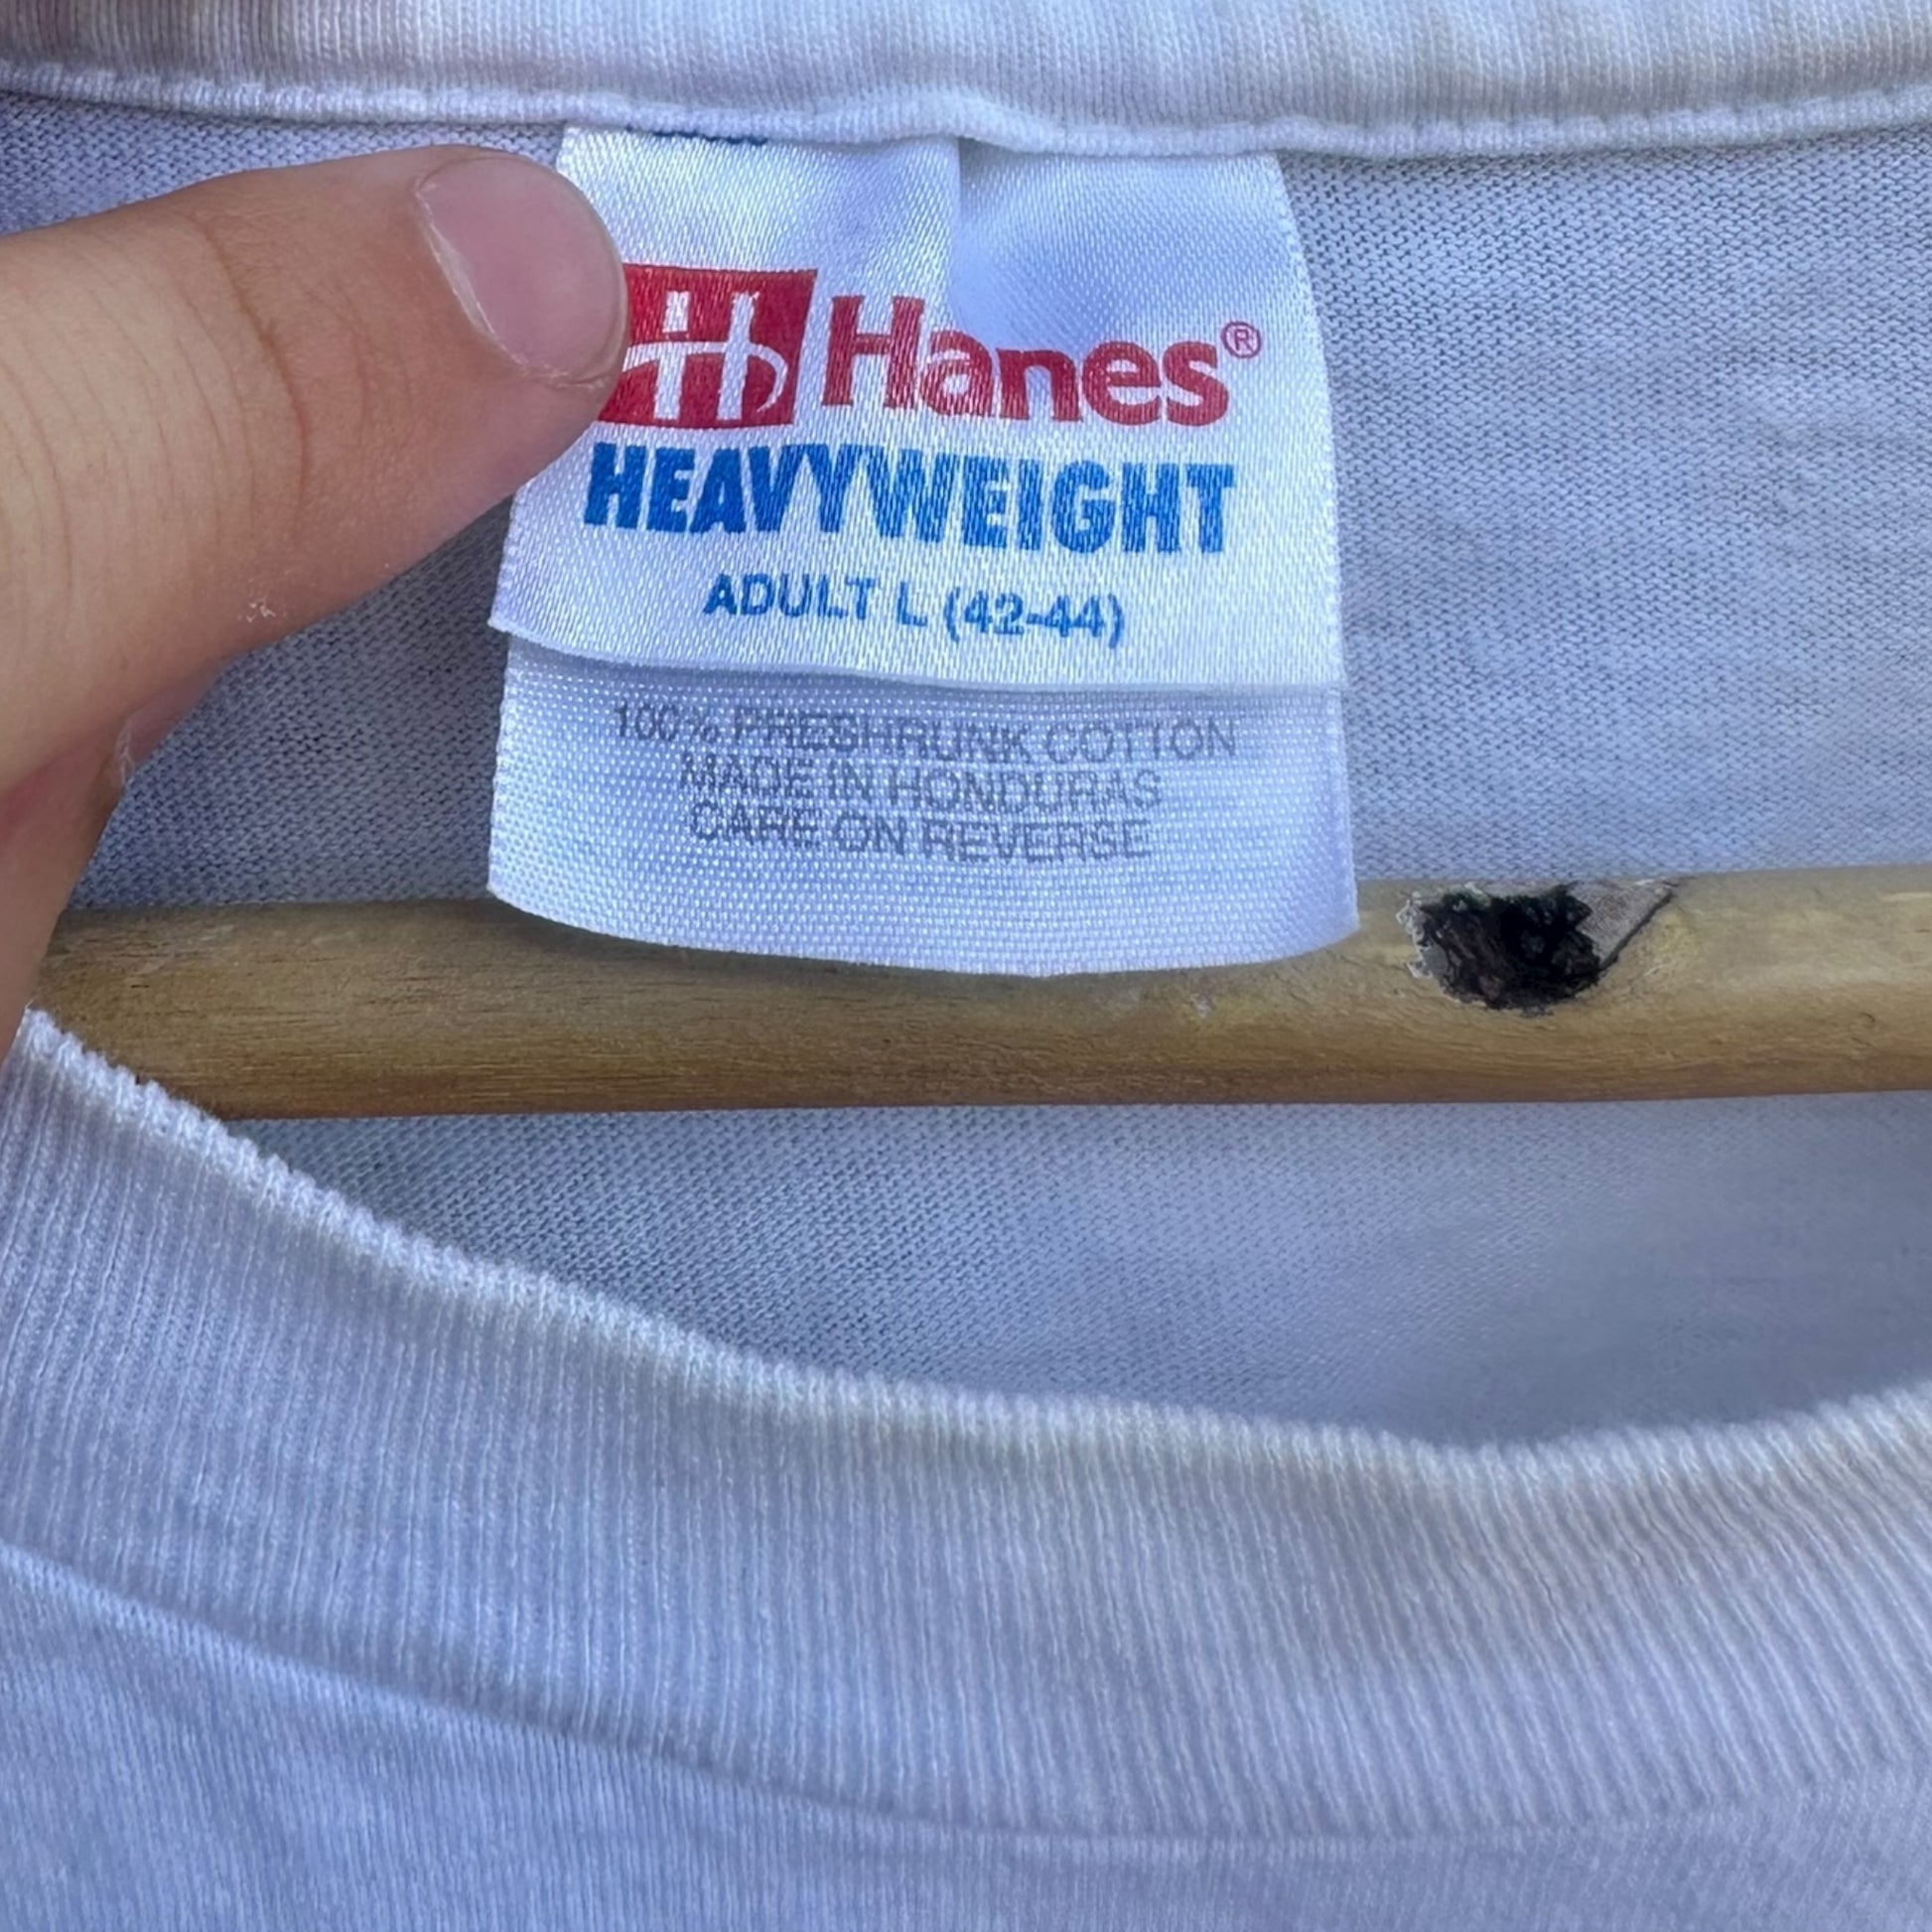 Hanes®
HEAVYWEIGHT
ADULT L (42-44)
100% PRESHRUNK COTTON
MADE IN HONDURAS
CARE ON REVERSE